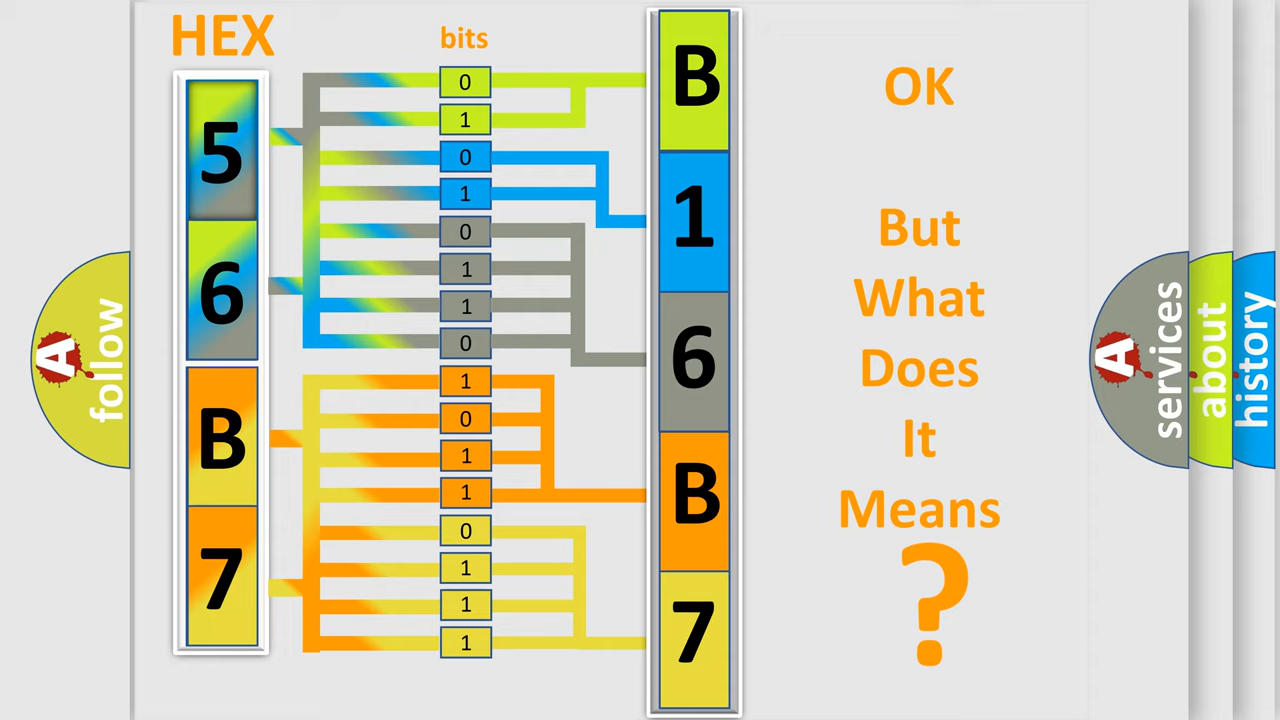 HEX
bits
5
6
B
7
0
1
0
1
0
1
1
0
1
0
1
1
0
1
1
1
B
1
6
B
7
OK
But
What
Does
It
Means
?
A
follow
A
services
about
history